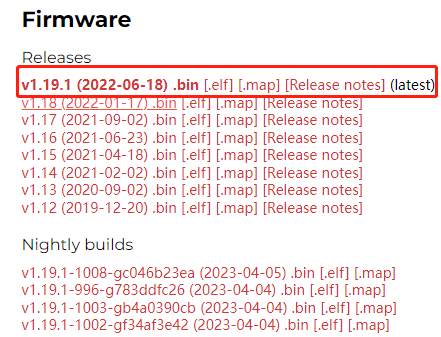 Firmware
Releases
v1.19.1 (2022-06-18) .bin [.elf] [.map] [Release notes] (latest)
v1.18 (2022-01-17) .bin [.elf] [.map] [Release notes]
v1.17 (2021-09-02) .bin [.elf] [.map] [Release notes]
v1.16 (2021-06-23) .bin [.elf] [.map] [Release notes]
v1.15 (2021-04-18) .bin [.elf] [.map] [Release notes]
v1.14 (2021-02-02) .bin [.elf] [.map] [Release notes]
v1.13 (2020-09-02) .bin [.elf] [.map] [Release notes]
v1.12 (2019-12-20) .bin [.elf] [.map] [Release notes]
Nightly builds
v1.19.1-1008-gc046b23ea (2023-04-05) .bin [.elf] [.map]
v1.19.1-996-g783ddfc26 (2023-04-04) .bin [.elf] [.map]
v1.19.1-1003-gb4a0390cb (2023-04-04) .bin [.elf] [.map]
v1.19.1-1002-gf34af3e42 (2023-04-04) .bin [.elf] [.map]